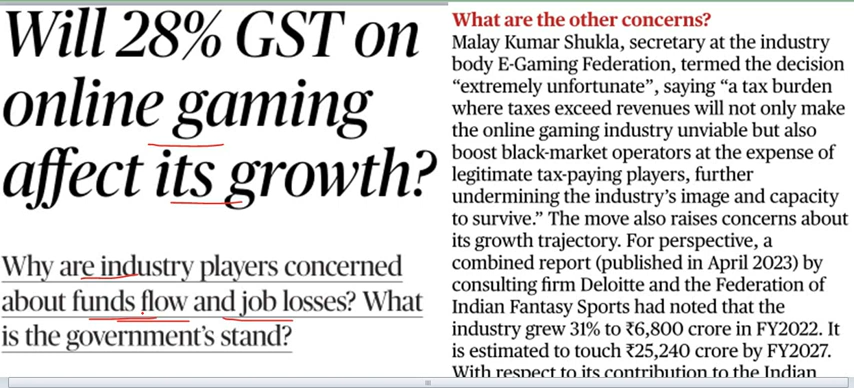 Will 28% GST on
online gaming
affect its growth?
Why are industry players concerned
about funds flow and job losses? What
is the government's stand?
What are the other concerns?
Malay Kumar Shukla, secretary at the industry
body E-Gaming Federation, termed the decision
“extremely unfortunate”, saying “a tax burden
where taxes exceed revenues will not only make
the online gaming industry unviable but also
boost black-market operators at the expense of
legitimate tax-paying players, further
undermining the industry’s image and capacity
to survive.” The move also raises concerns about
its growth trajectory. For perspective, a
combined report (published in April 2023) by
consulting firm Deloitte and the Federation of
Indian Fantasy Sports had noted that the
industry grew 31% to ₹6,800 crore in FY2022. It
is estimated to touch ₹25,240 crore by FY2027.
With respect to its contribution to the Indian